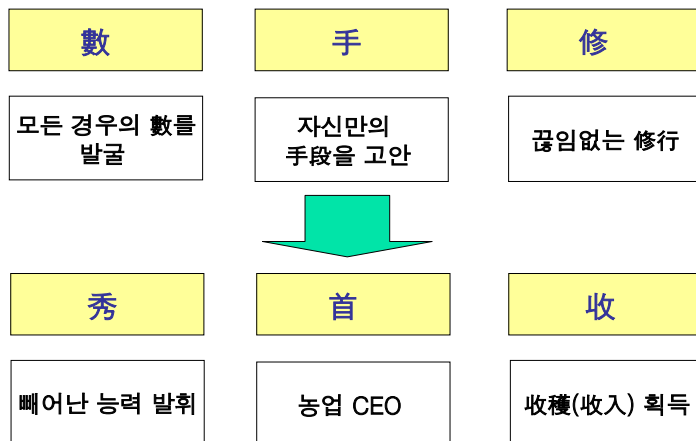 數
手
修
모든 경우의 數를
발굴
자신만의
手段을 고안
끊임없는 修行
秀
首
收
빼어난 능력 발휘
농업 CEO
收穫(收入) 획득